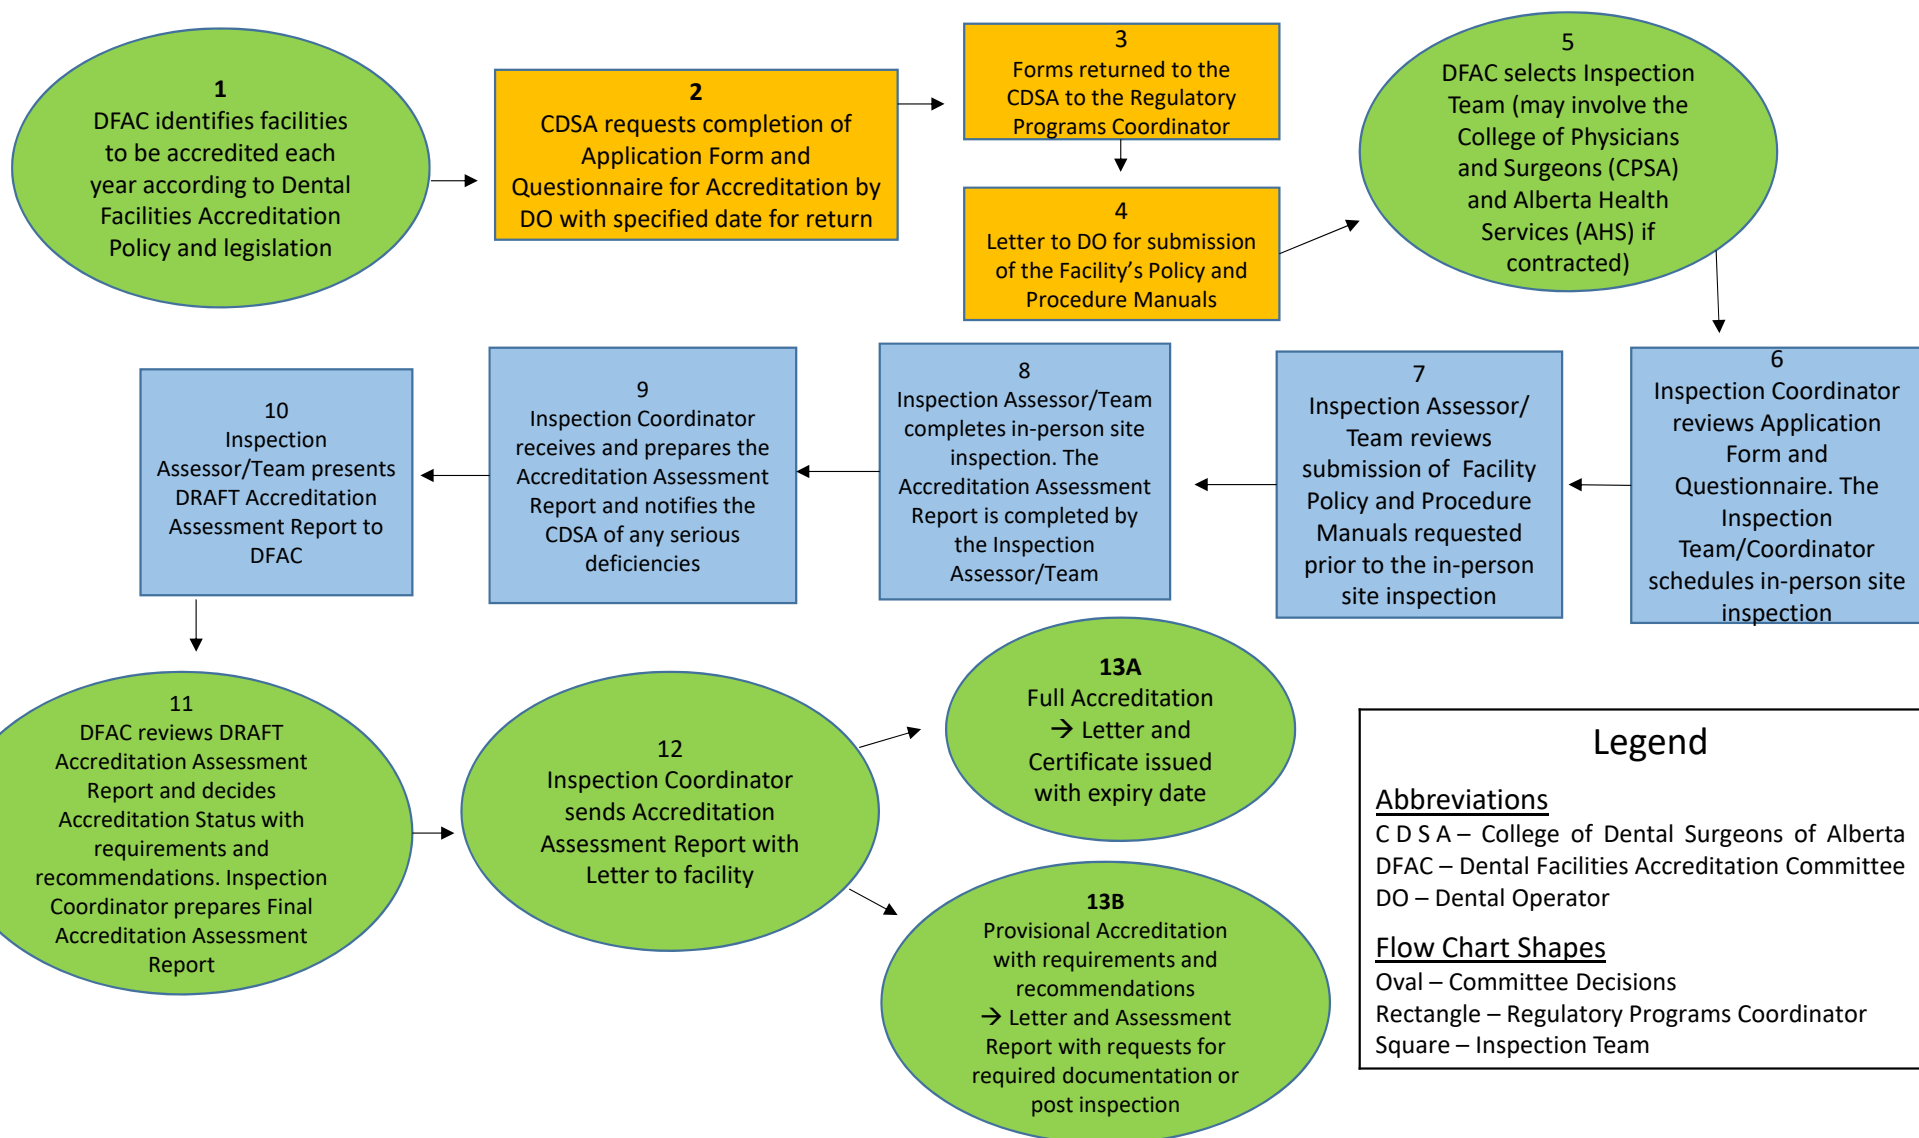 1
DFAC identifies facilities
to be accredited each
year according to Dental
Facilities Accreditation
Policy and legislation
2
CDSA requests completion of
Application Form and
Questionnaire for Accreditation by
DO with specified date for return
3
Forms returned to the
CDSA to the Regulatory
Programs Coordinator
4
Letter to DO for submission
of the Facility’s Policy and
Procedure Manuals
5
DFAC selects Inspection
Team (may involve the
College of Physicians
and Surgeons (CPSA)
and Alberta Health
Services (AHS) if
contracted)
6
Inspection Coordinator
reviews Application
Form and
Questionnaire. The
Inspection
Team/Coordinator
schedules in-person site
inspection
7
Inspection Assessor/
Team reviews
submission of Facility
Policy and Procedure
Manuals requested
prior to the in-person
site inspection
8
Inspection Assessor/Team
completes in-person site
inspection. The
Accreditation Assessment
Report is completed by
the Inspection
Assessor/Team
9
Inspection Coordinator
receives and prepares the
Accreditation Assessment
Report and notifies the
CDSA of any serious
deficiencies
10
Inspection
Assessor/Team presents
DRAFT Accreditation
Assessment Report to
DFAC
11
DFAC reviews DRAFT
Accreditation Assessment
Report and decides
Accreditation Status with
requirements and
recommendations. Inspection
Coordinator prepares Final
Accreditation Assessment
Report
12
Inspection Coordinator
sends Accreditation
Assessment Report with
Letter to facility
13A
Full Accreditation
→ Letter and
Certificate issued
with expiry date
13B
Provisional Accreditation
with requirements and
recommendations
→ Letter and Assessment
Report with requests for
required documentation or
post inspection
Legend
Abbreviations
C D S A – College of Dental Surgeons of Alberta
DFAC – Dental Facilities Accreditation Committee
DO – Dental Operator
Flow Chart Shapes
Oval – Committee Decisions
Rectangle – Regulatory Programs Coordinator
Square – Inspection Team